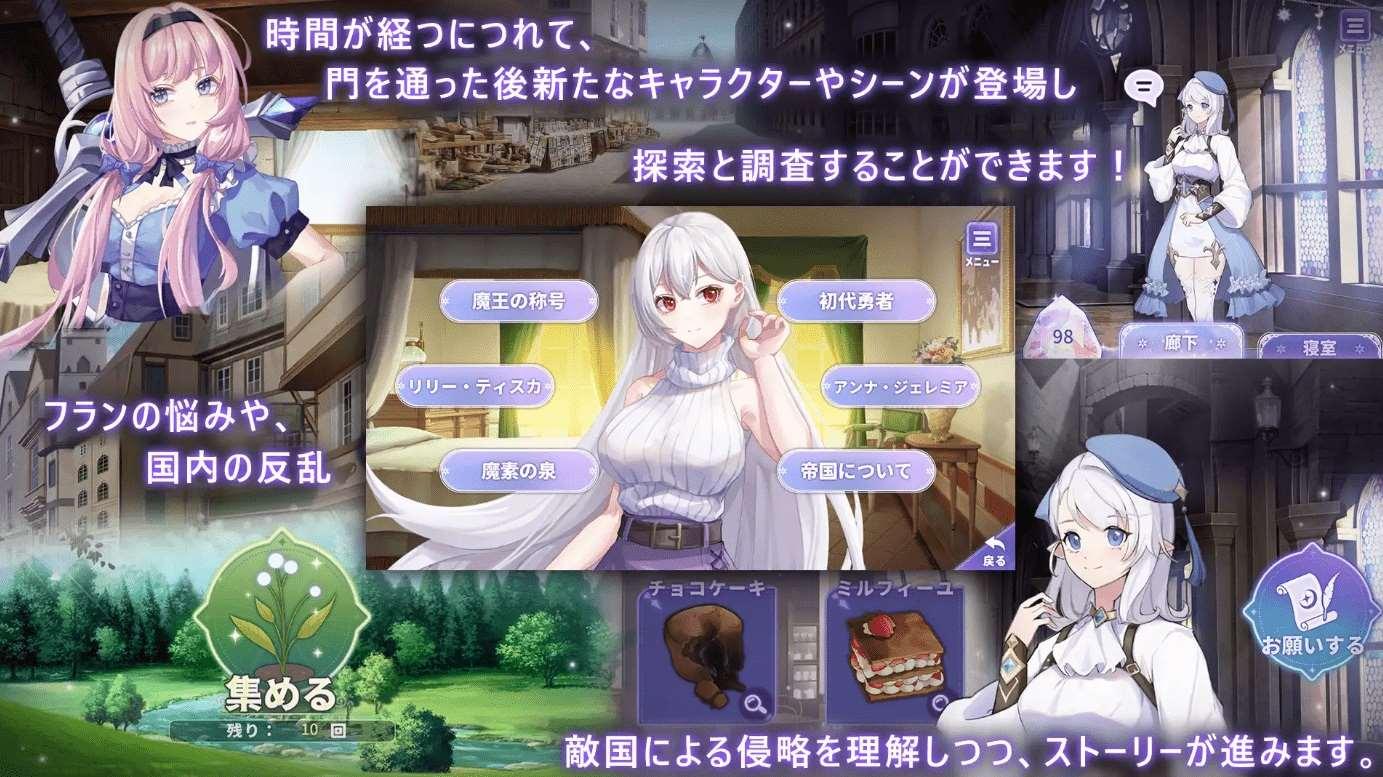 時間が経つにつれて、
門を通った後新たなキャラクターやシーンが登場し
探索と調査することができます！
メニュー
メニュー
魔王の称号
初代勇者
リリー・ティスカ
アンナ・ジェレミア
魔素の泉
帝国について
戻る
98
廊下
寝室
フランの悩みや、
国内の反乱
集める
残り： 10 回
チョコケーキ
ミルフィーユ
お願いする
敵国による侵略を理解しつつ、ストーリーが進みます。